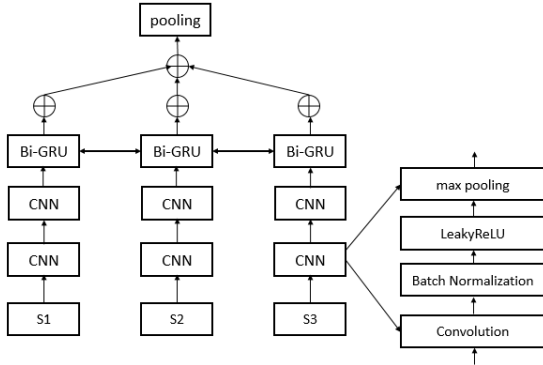 pooling
Bi-GRU
Bi-GRU
Bi-GRU
CNN
CNN
CNN
CNN
CNN
CNN
S1
S2
S3
max pooling
LeakyReLU
Batch Normalization
Convolution